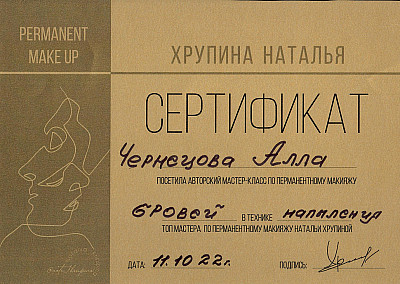 PERMANENT
MAKE UP
ХРУПИНА НАТАЛЬЯ
СЕРТИФИКАТ
Чернецова Алла
ПОСЕТИЛА АВТОРСКИЙ МАСТЕР-КЛАСС ПО ПЕРМАНЕНТНОМУ МАКИЯЖУ
бровей В ТЕХНИКЕ напыления
ТОП МАСТЕРА ПО ПЕРМАНЕНТНОМУ МАКИЯЖУ НАТАЛЬИ ХРУПИНОЙ
ДАТА: 11.10 22г. ПОДПИСЬ: